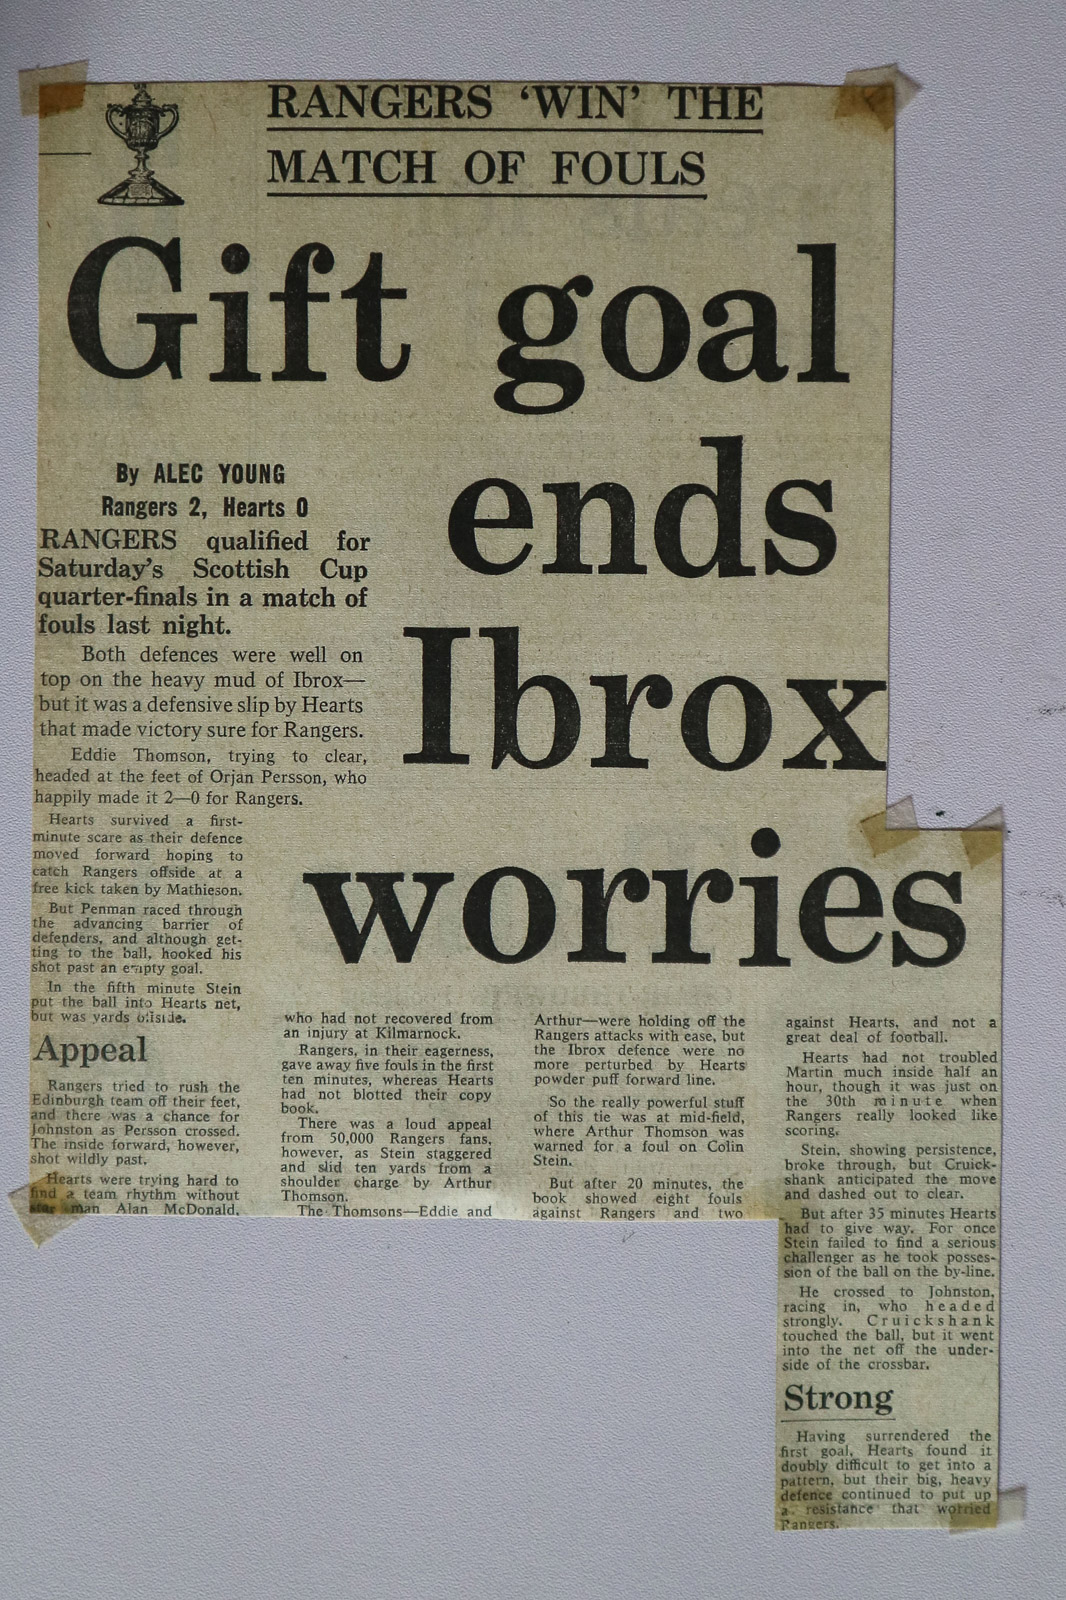 RANGERS ‘WIN’ THE
MATCH OF FOULS
Gift goal
ends
Ibrox
worries
By ALEC YOUNG
Rangers 2, Hearts 0
RANGERS qualified for
Saturday's Scottish Cup
quarter-finals in a match of
fouls last night.
Both defences were well on
top on the heavy mud of Ibrox—
but it was a defensive slip by Hearts
that made victory sure for Rangers.
Eddie Thomson, trying to clear,
headed at the feet of Orjan Persson, who
happily made it 2—0 for Rangers.
Hearts survived a first-
minute scare as their defence
moved forward hoping to
catch Rangers offside at a
free kick taken by Mathieson.
But Penman raced through
the advancing barrier of
defenders, and although get-
ting to the ball, hooked his
shot past an empty goal.
In the fifth minute Stein
put the ball into Hearts net,
but was yards
Appeal
Rangers tried to rush the
Edinburgh team off their feet,
and there was a chance for
Johnston as Persson crossed.
The inside forward, however,
shot wildly past.
Hearts were trying hard to
find a team rhythm without
star man Alan McDonald,
who had not recovered from
an injury at Kilmarnock.
Rangers, in their eagerness,
gave away five fouls in the first
ten minutes, whereas Hearts
had not blotted their copy
book.
There was a loud appeal
from 50,000 Rangers fans,
however, as Stein staggered
and slid ten yards from a
shoulder charge by Arthur
Thomson.
The Thomsons—Eddie and
Arthur—were holding off the
Rangers attacks with ease, but
the Ibrox defence were no
more perturbed by Hearts
powder puff forward line.
So the really powerful stuff
of this tie was at mid-field,
where Arthur Thomson was
warned for a foul on Colin
Stein.
But after 20 minutes, the
book showed eight fouls
against Rangers and two
against Hearts, and not a
great deal of football.
Hearts had not troubled
Martin much inside half an
hour, though it was just on
the 30th minute when
Rangers really looked like
scoring.
Stein, showing persistence,
broke through, but Cruick-
shank anticipated the move
and dashed out to clear.
But after 35 minutes Hearts
had to give way. For once
Stein failed to find a serious
challenger as he took posses-
sion of the ball on the by-line.
He crossed to Johnston,
racing in, who headed
strongly. Cruickshank
touched the ball, but it went
into the net off the under-
side of the crossbar.
Strong
Having surrendered the
first goal, Hearts found it
doubly difficult to get into a
pattern, but their big, heavy
defence continued to put up
a resistance that worried
Rangers.